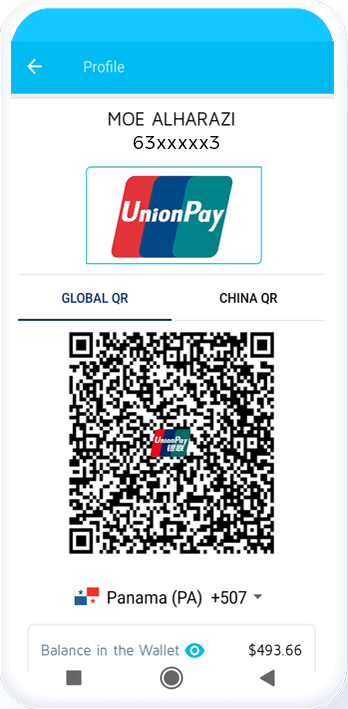 Profile
MOE ALHARAZI
63xxxxx3
UnionPay
GLOBAL QR
CHINA QR
UnionPay
银联
Panama (PA) +507
Balance in the Wallet $493.66